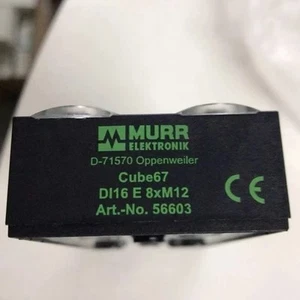 MURR
ELEKTRONIK
D-71570 Oppenweiler
Cube67
DI16 E 8xM12
Art.-No. 56603
CE